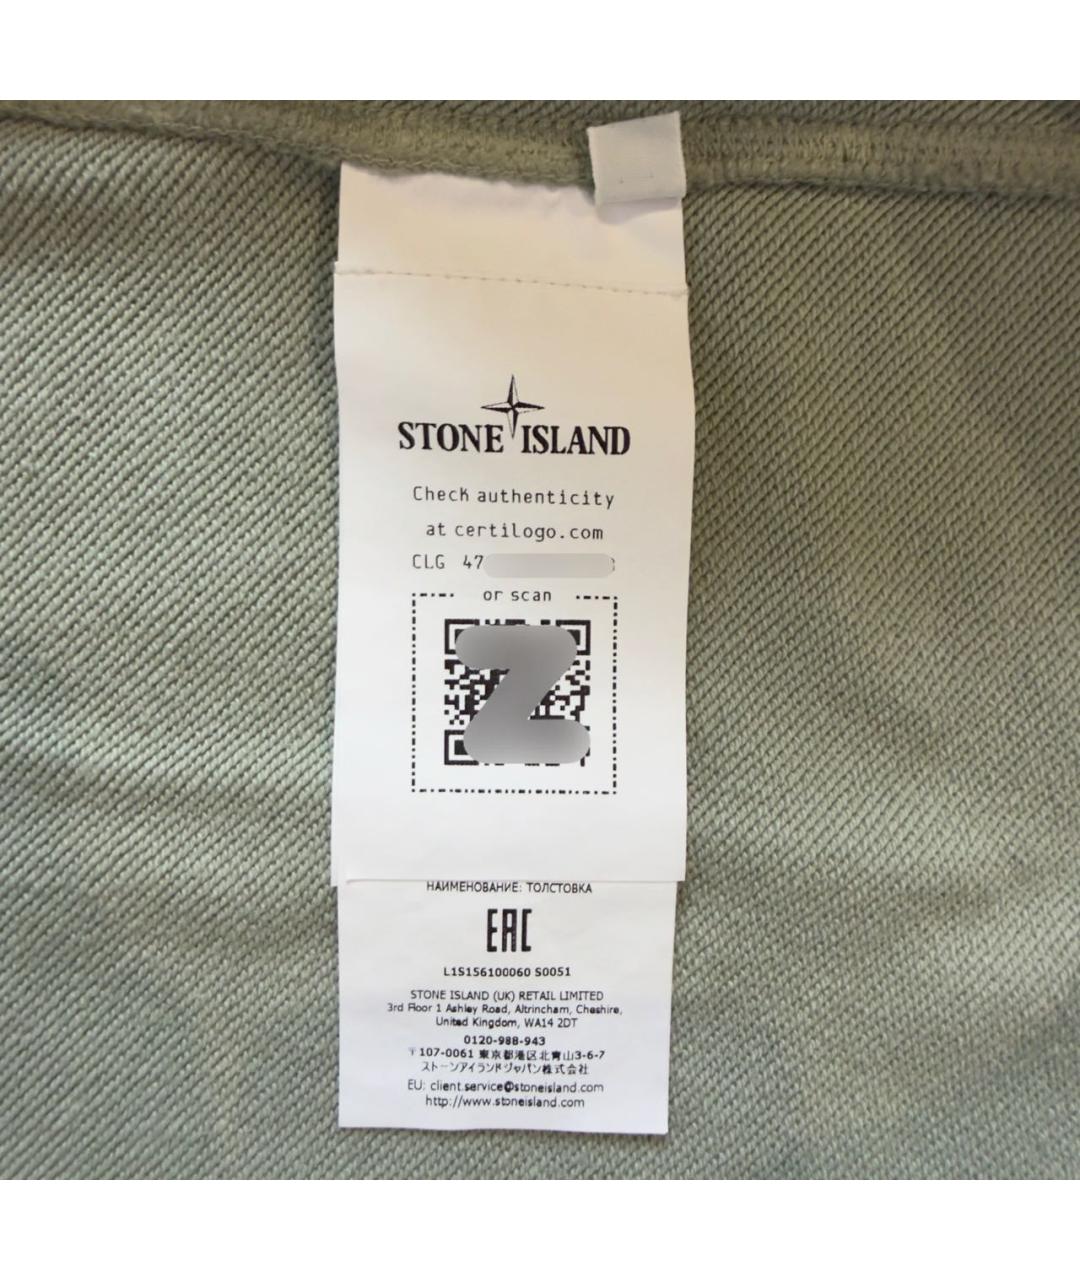 STONE ISLAND
Check authenticity
at certilogo.com
CLG 47
or scan
НАИМЕНОВАНИЕ: ТОЛСТОВКА
EAC
L1S156100060 S0051
STONE ISLAND (UK) RETAIL LIMITED
3rd Floor 1 Ashley Road, Altrincham, Cheshire,
United Kingdom, WA14 2DT
0120-988-943
〒107-0061 東京都港区北青山3-6-7
ストーンアイランドジャパン株式会社
EU: client.service@stoneisland.com
http://www.stoneisland.com